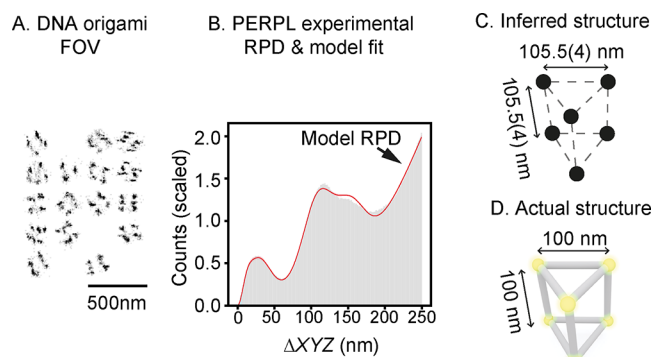 A. DNA origami
FOV
500nm
B. PERPL experimental
RPD & model fit
Model RPD
Counts (scaled)
2.0
1.5
1.0
0.5
0.0
0 50 100 150 200 250
ΔXYZ (nm)
C. Inferred structure
105.5(4) nm
105.5(4) nm
D. Actual structure
100 nm
100 nm